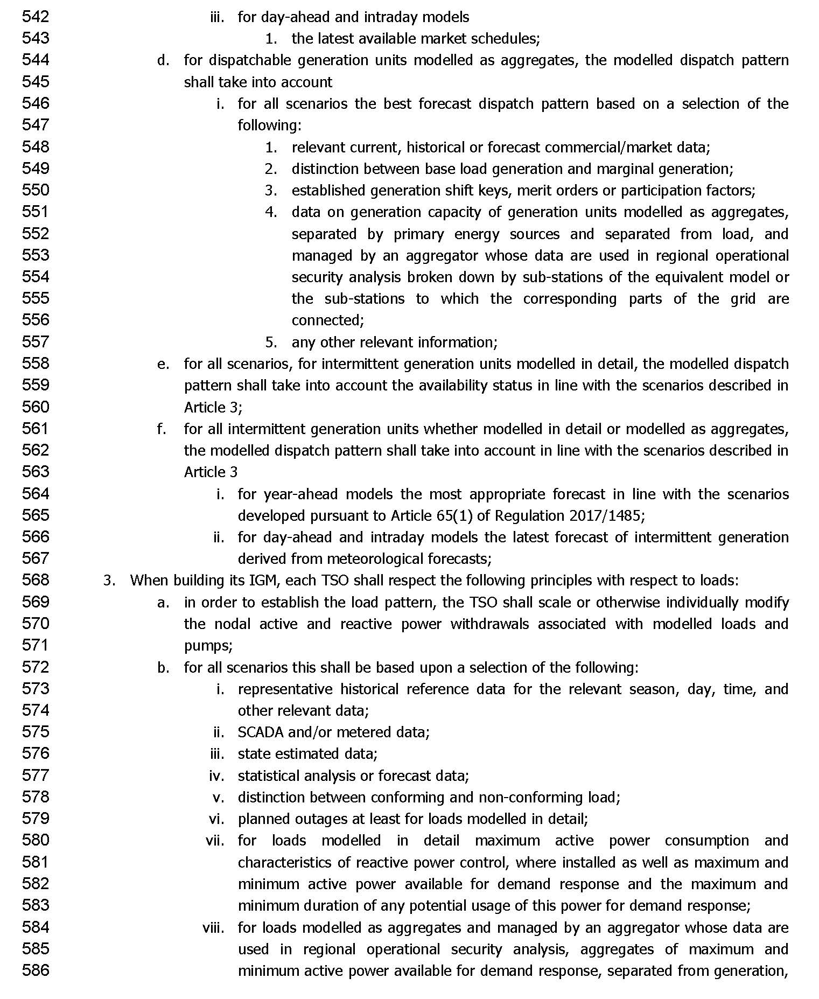 542 iii. for day-ahead and intraday models
543 1. the latest available market schedules;
544 d. for dispatchable generation units modelled as aggregates, the modelled dispatch pattern
545 shall take into account
546 i. for all scenarios the best forecast dispatch pattern based on a selection of the
547 following:
548 1. relevant current, historical or forecast commercial/market data;
549 2. distinction between base load generation and marginal generation;
550 3. established generation shift keys, merit orders or participation factors;
551 4. data on generation capacity of generation units modelled as aggregates,
552 separated by primary energy sources and separated from load, and
553 managed by an aggregator whose data are used in regional operational
554 security analysis broken down by sub-stations of the equivalent model or
555 the sub-stations to which the corresponding parts of the grid are
556 connected;
557 5. any other relevant information;
558 e. for all scenarios, for intermittent generation units modelled in detail, the modelled dispatch
559 pattern shall take into account the availability status in line with the scenarios described in
560 Article 3;
561 f. for all intermittent generation units whether modelled in detail or modelled as aggregates,
562 the modelled dispatch pattern shall take into account in line with the scenarios described in
563 Article 3
564 i. for year-ahead models the most appropriate forecast in line with the scenarios
565 developed pursuant to Article 65(1) of Regulation 2017/1485;
566 ii. for day-ahead and intraday models the latest forecast of intermittent generation
567 derived from meteorological forecasts;
568 3. When building its IGM, each TSO shall respect the following principles with respect to loads:
569 a. in order to establish the load pattern, the TSO shall scale or otherwise individually modify
570 the nodal active and reactive power withdrawals associated with modelled loads and
571 pumps;
572 b. for all scenarios this shall be based upon a selection of the following:
573 i. representative historical reference data for the relevant season, day, time, and
574 other relevant data;
575 ii. SCADA and/or metered data;
576 iii. state estimated data;
577 iv. statistical analysis or forecast data;
578 v. distinction between conforming and non-conforming load;
579 vi. planned outages at least for loads modelled in detail;
580 vii. for loads modelled in detail maximum active power consumption and
581 characteristics of reactive power control, where installed as well as maximum and
582 minimum active power available for demand response and the maximum and
583 minimum duration of any potential usage of this power for demand response;
584 viii. for loads modelled as aggregates and managed by an aggregator whose data are
585 used in regional operational security analysis, aggregates of maximum and
586 minimum active power available for demand response, separated from generation,